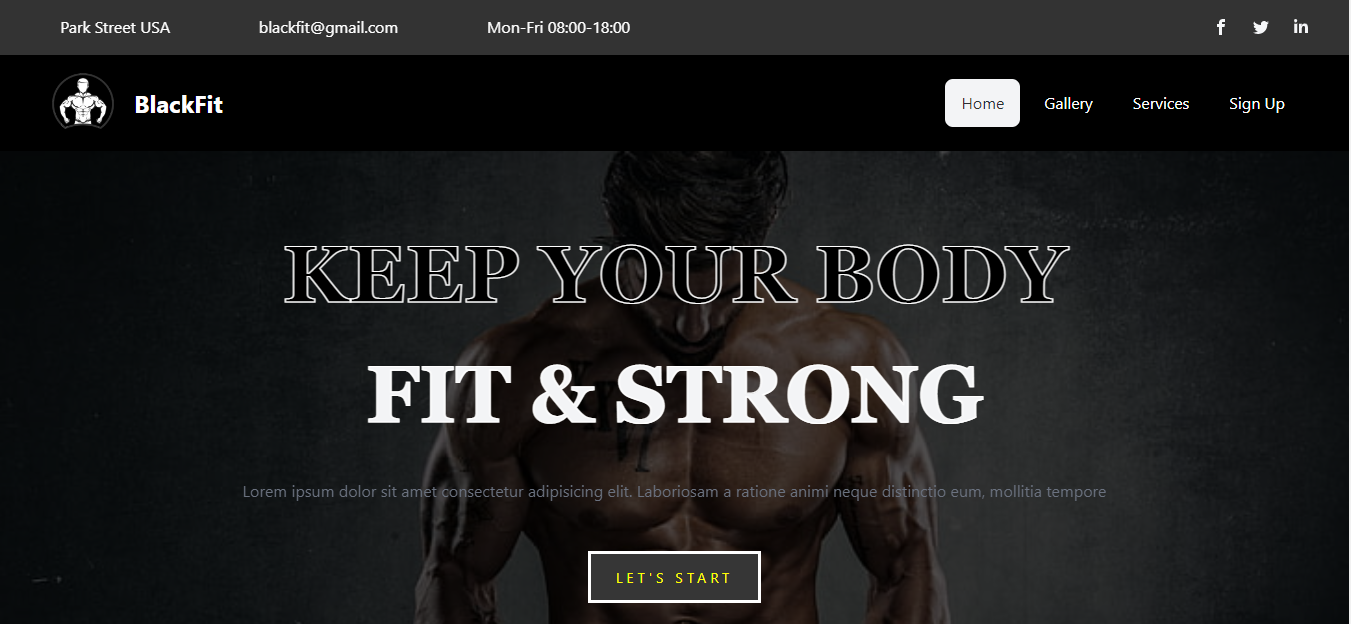 Park Street USA blackfit@gmail.com Mon-Fri 08:00-18:00
BlackFit Home Gallery Services Sign Up
KEEP YOUR BODY
FIT & STRONG
Lorem ipsum dolor sit amet consectetur adipisicing elit. Laboriosam a ratione animi neque distinctio eum, mollitia tempore
LET'S START